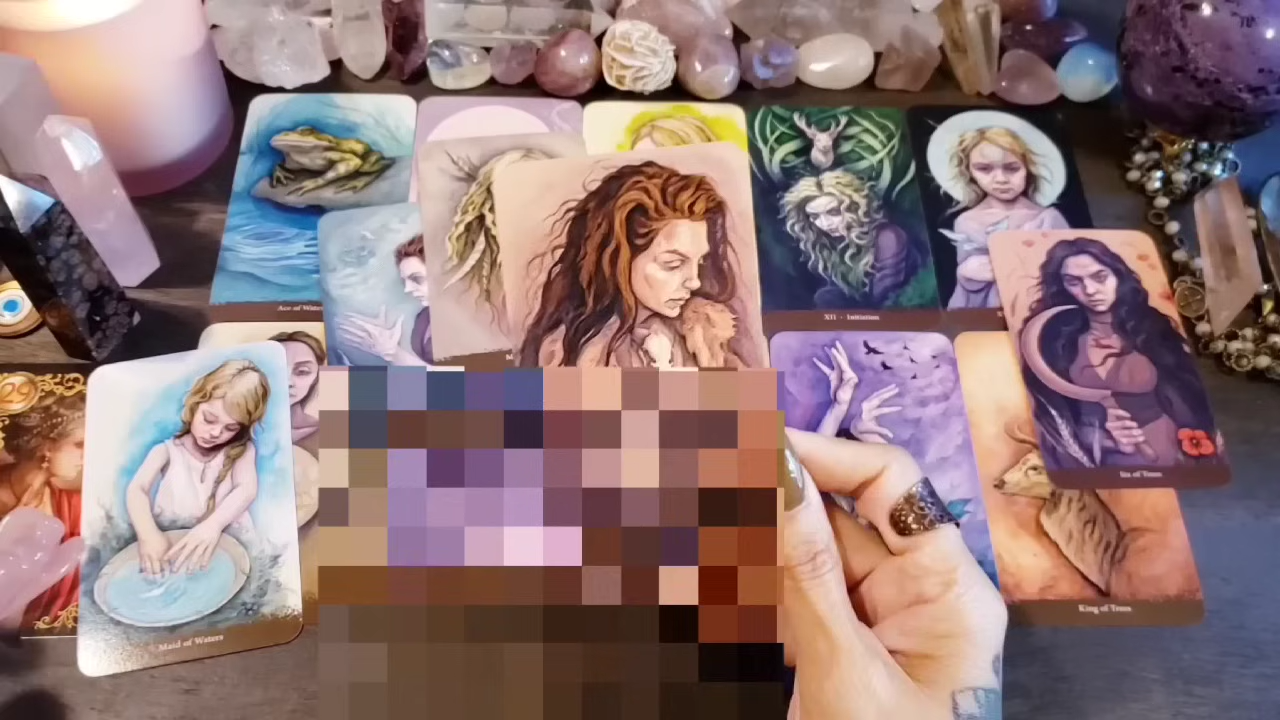 Ace of Waters
XII · Initiation
Six of Trees
29
Maid of Waters
King of Trees